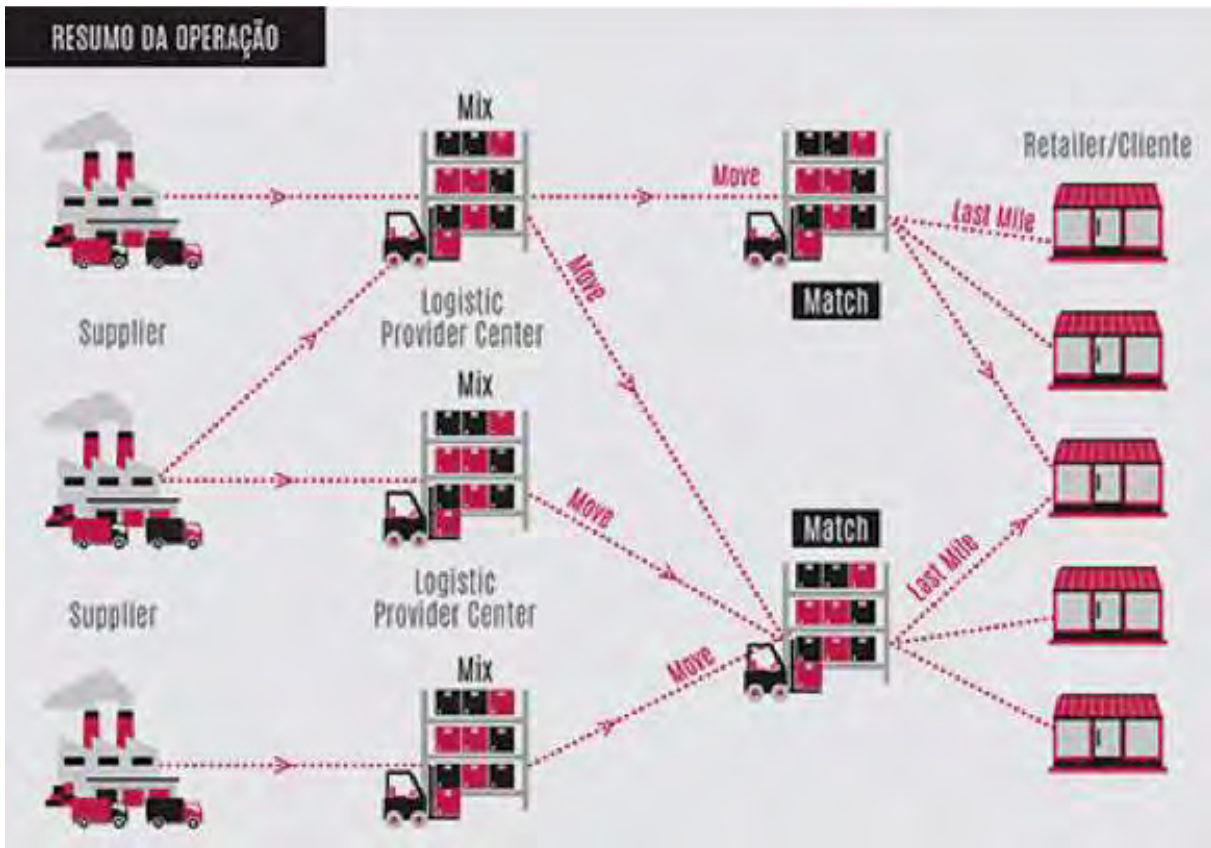 RESUMO DA OPERAÇÃO
Mix
Move
Retailer/Cliente
Last Mile
Move
Match
Supplier
Logistic
Provider Center
Mix
Move
Match
Last Mile
Supplier
Logistic
Provider Center
Mix
Move